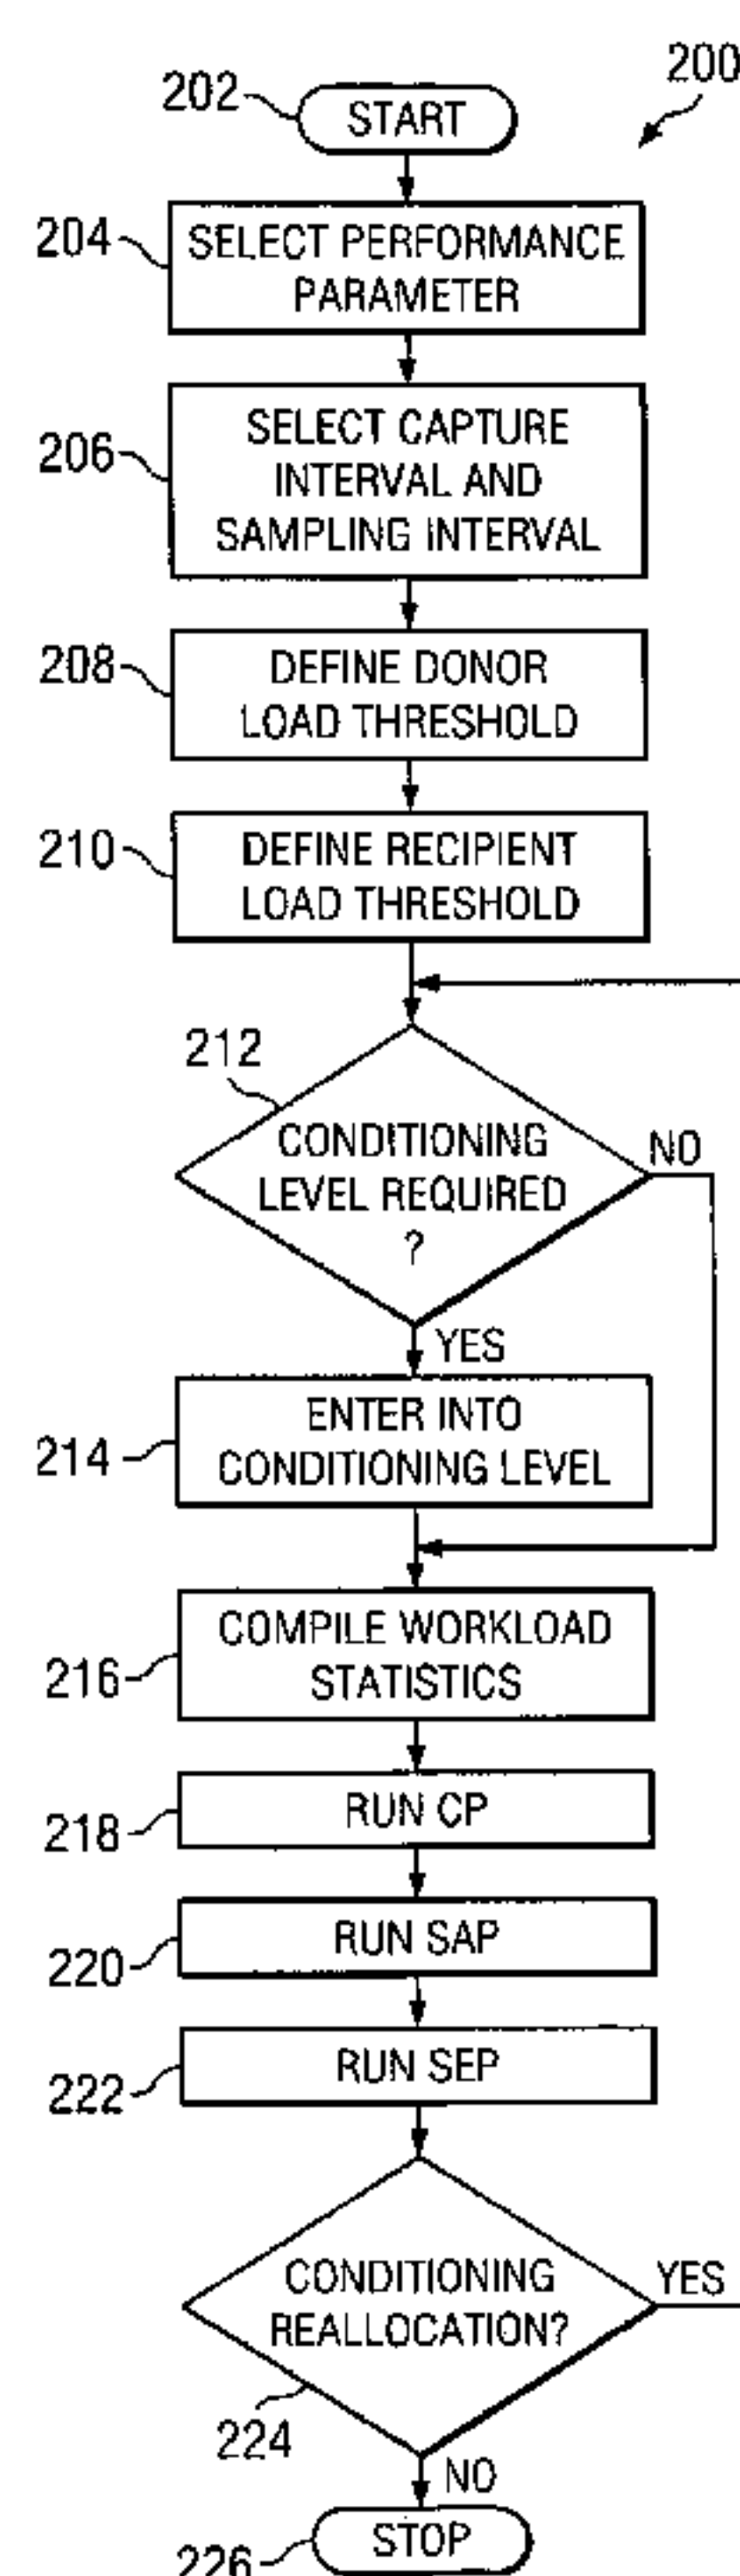 200
202
START
204
SELECT PERFORMANCE
PARAMETER
206
SELECT CAPTURE
INTERVAL AND
SAMPLING INTERVAL
208
DEFINE DONOR
LOAD THRESHOLD
210
DEFINE RECIPIENT
LOAD THRESHOLD
212
CONDITIONING
LEVEL REQUIRED
?
NO
YES
214
ENTER INTO
CONDITIONING LEVEL
216
COMPILE WORKLOAD
STATISTICS
218
RUN CP
220
RUN SAP
222
RUN SEP
CONDITIONING
REALLOCATION?
YES
224
NO
STOP
226